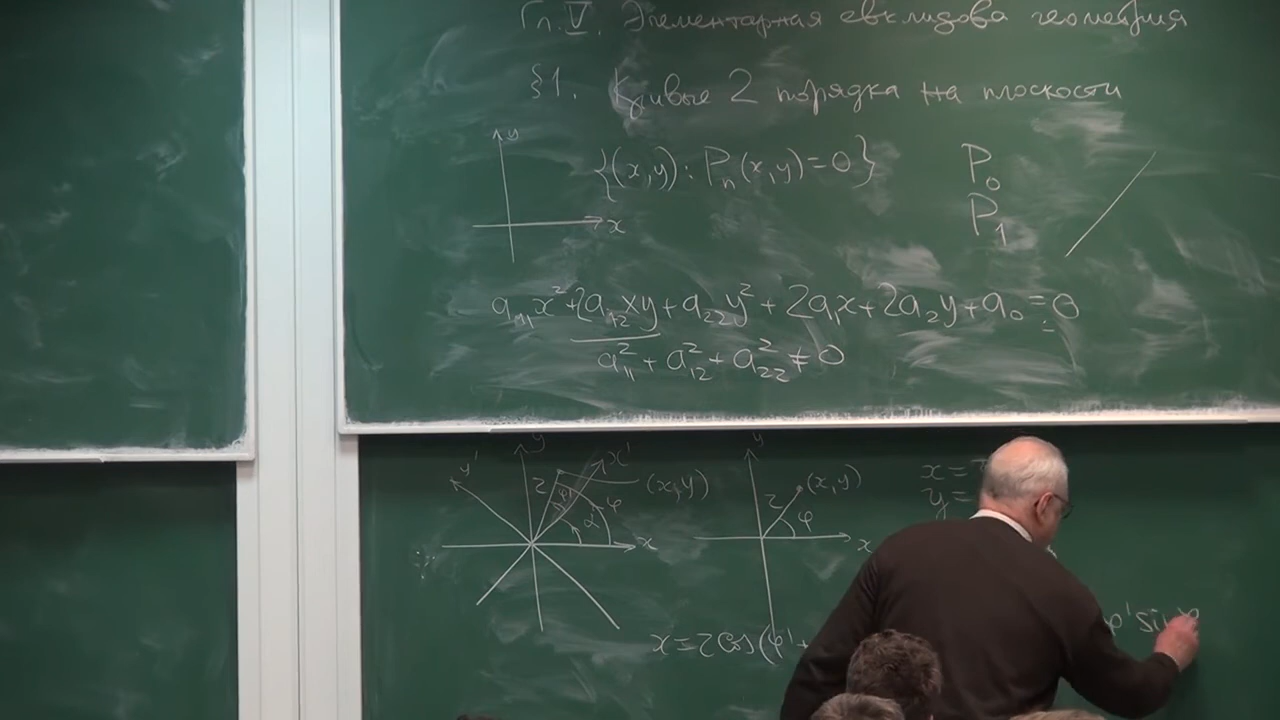 Гл. V. Элементарная евклидова геометрия
§1. Кривые 2 порядка на плоскости
y
{(x,y): Pₙ(x,y)=0}
P₀
x
P₁
a₁₁x²+2a₁₂xy+a₂₂y²+2a₁x+2a₂y+a₀=0
a₁₁²+a₁₂²+a₂₂²≠0
y' y x' r φ' α φ (x,y) x
y r (x,y) φ x
x=
y=
x=rcos(φ'+
φ'sin